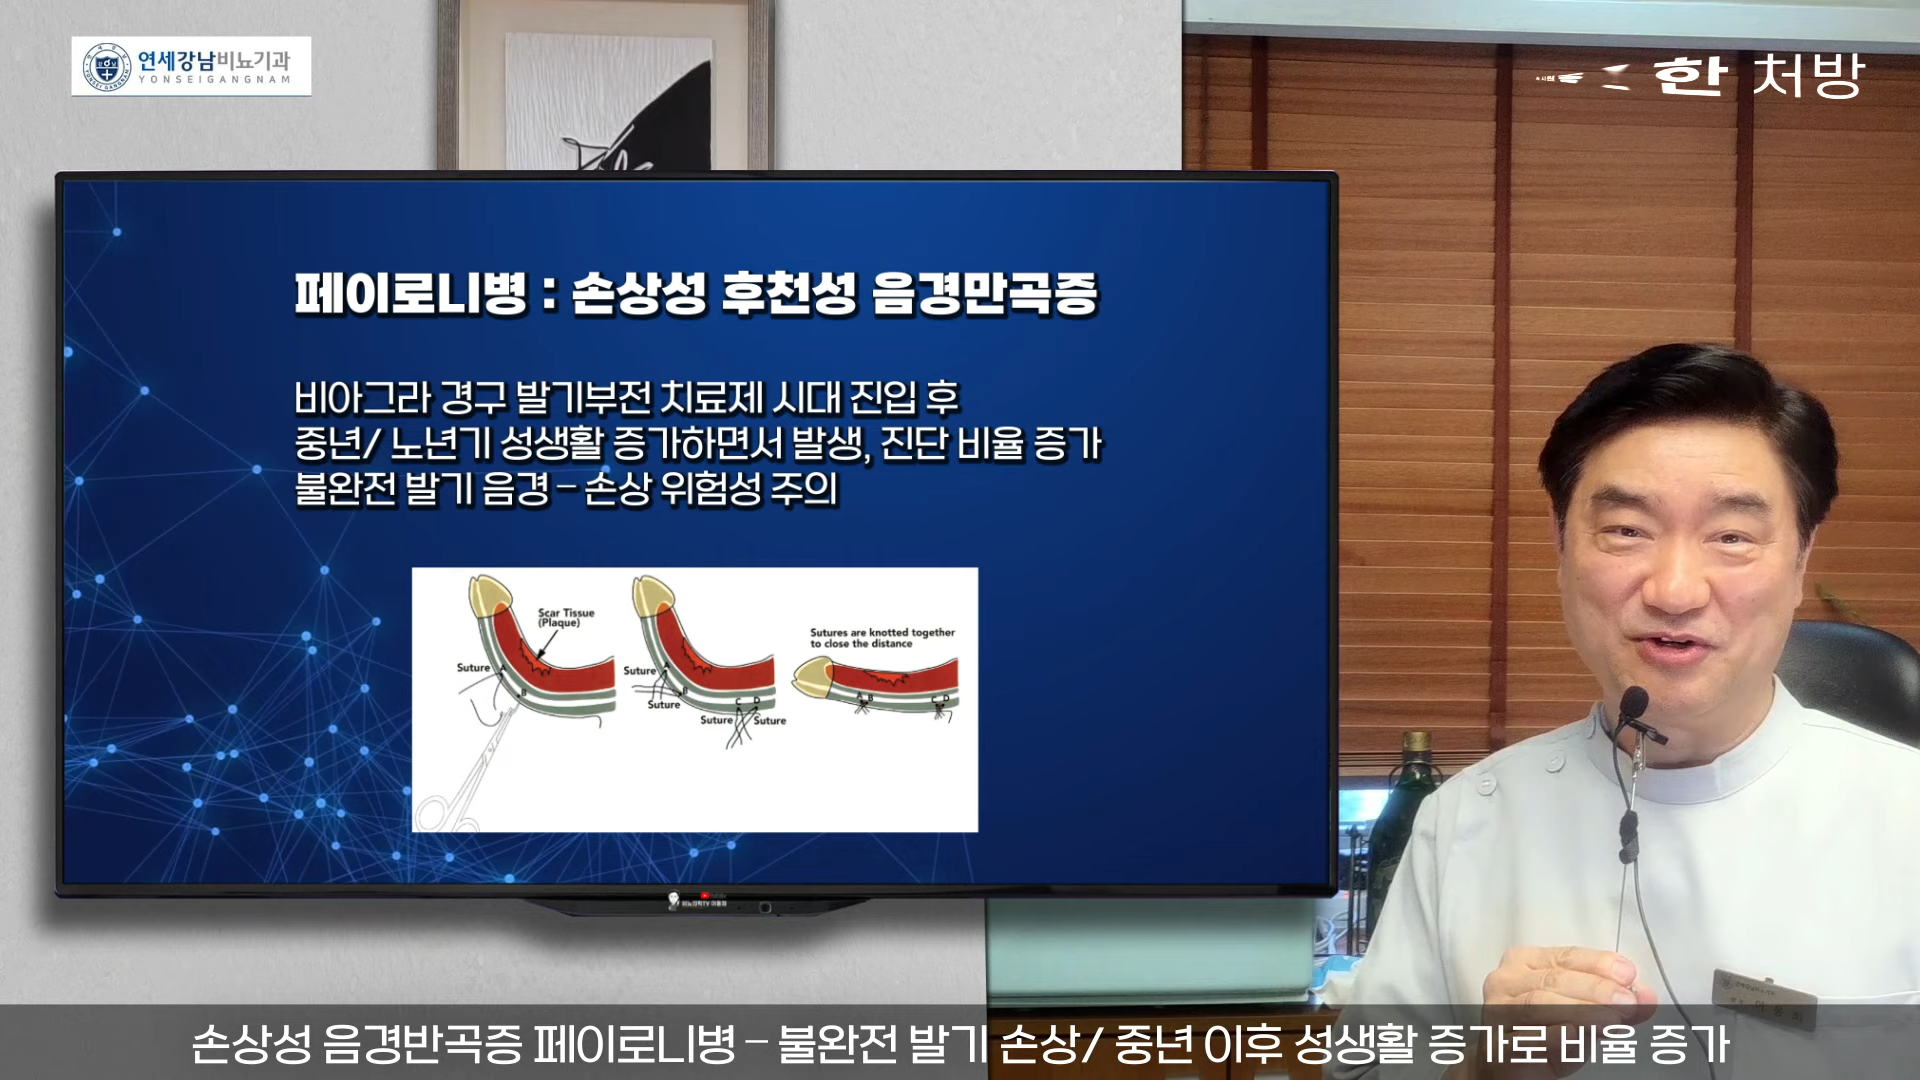 연세강남비뇨기과
YONSEIGANGNAM
한 처방
페이로니병 : 손상성 후천성 음경만곡증
비아그라 경구 발기부전 치료제 시대 진입 후
중년/ 노년기 성생활 증가하면서 발생, 진단 비율 증가
불완전 발기 음경 – 손상 위험성 주의
Scar Tissue
(Plaque)
Suture A
B
Suture A
B
Suture
C D
Suture Suture
Sutures are knotted together
to close the distance
A B C D
손상성 음경반곡증 페이로니병 – 불완전 발기 손상/ 중년 이후 성생활 증가로 비율 증가